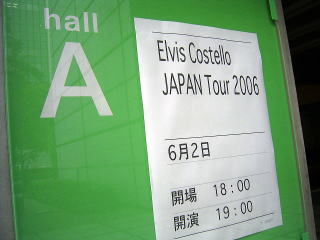 hall
A
Elvis Costello
JAPAN Tour 2006
6月2日
開場 18:00
開演 19:00